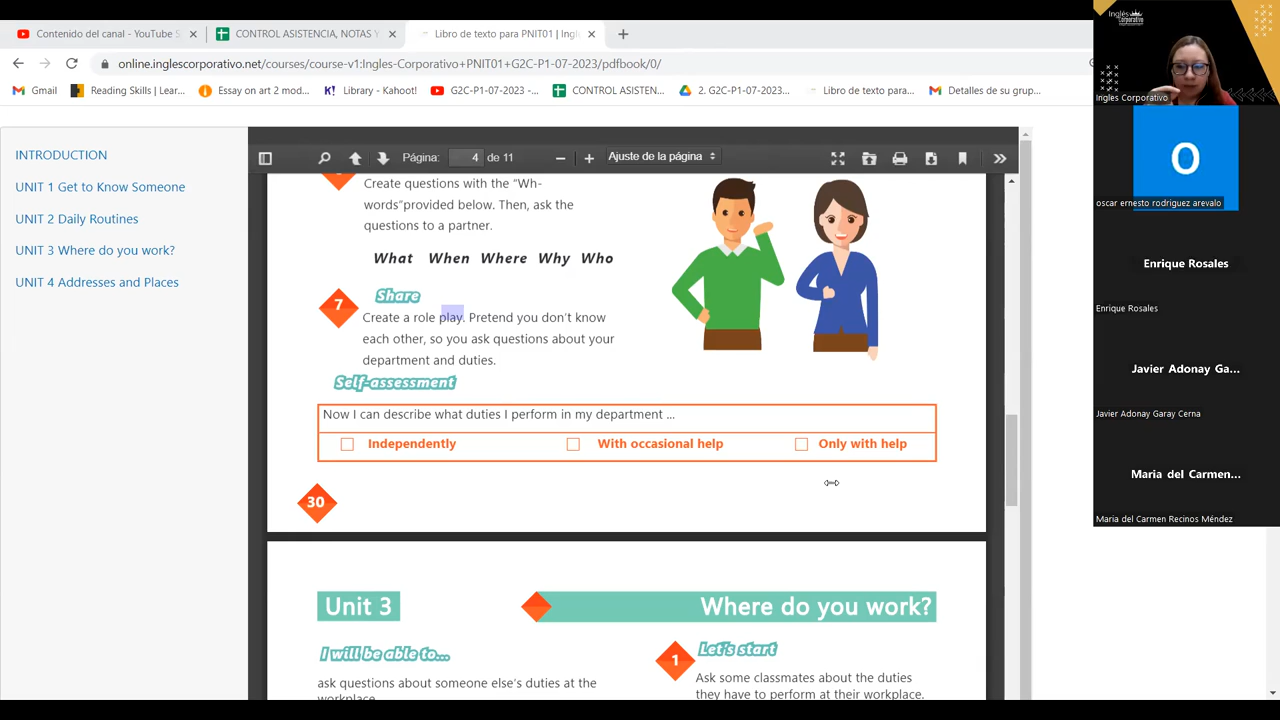 Contenido del canal - YouTube S
CONTROL ASISTENCIA, NOTAS Y
Libro de texto para PNIT01 | Ingl
online.inglescorporativo.net/courses/course-v1:Ingles-Corporativo+PNIT01+G2C-P1-07-2023/pdfbook/0/
Gmail
Reading Skills | Lear...
Essay on art 2 mod...
Library - Kahoot!
G2C-P1-07-2023 -...
CONTROL ASISTEN...
2. G2C-P1-07-2023...
Libro de texto para...
Detalles de su grup...
INTRODUCTION
UNIT 1 Get to Know Someone
UNIT 2 Daily Routines
UNIT 3 Where do you work?
UNIT 4 Addresses and Places
Página: 4 de 11
Ajuste de la página
Create questions with the “Wh-
words”provided below. Then, ask the
questions to a partner.
What When Where Why Who
7
Share
Create a role play. Pretend you don’t know
each other, so you ask questions about your
department and duties.
Self-assessment
Now I can describe what duties I perform in my department ...
Independently
With occasional help
Only with help
30
Unit 3
Where do you work?
I will be able to...
ask questions about someone else’s duties at the
workplace.
1
Let’s start
Ask some classmates about the duties
they have to perform at their workplace.
Inglés
Corporativo
Ingles Corporativo
O
oscar ernesto rodriguez arevalo
Enrique Rosales
Enrique Rosales
Javier Adonay Ga...
Javier Adonay Garay Cerna
Maria del Carmen...
Maria del Carmen Recinos Méndez